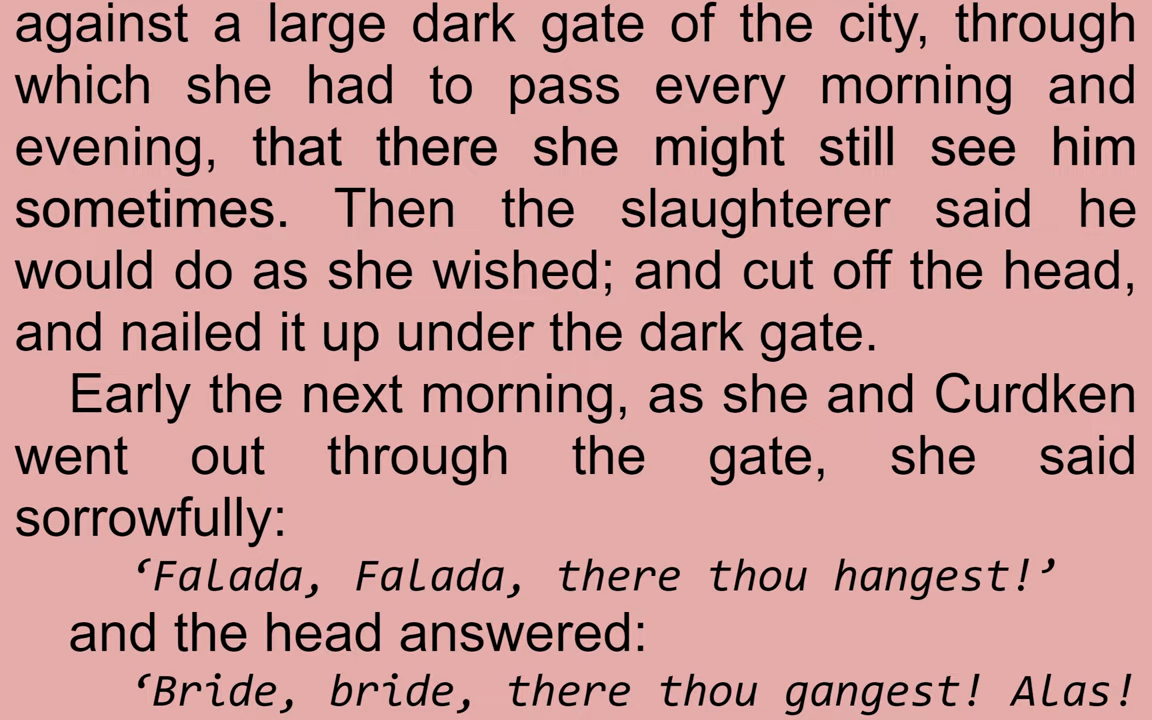 against a large dark gate of the city, through
which she had to pass every morning and
evening, that there she might still see him
sometimes. Then the slaughterer said he
would do as she wished; and cut off the head,
and nailed it up under the dark gate.
Early the next morning, as she and Curdken
went out through the gate, she said
sorrowfully:
‘Falada, Falada, there thou hangest!’
and the head answered:
‘Bride, bride, there thou gangest! Alas!